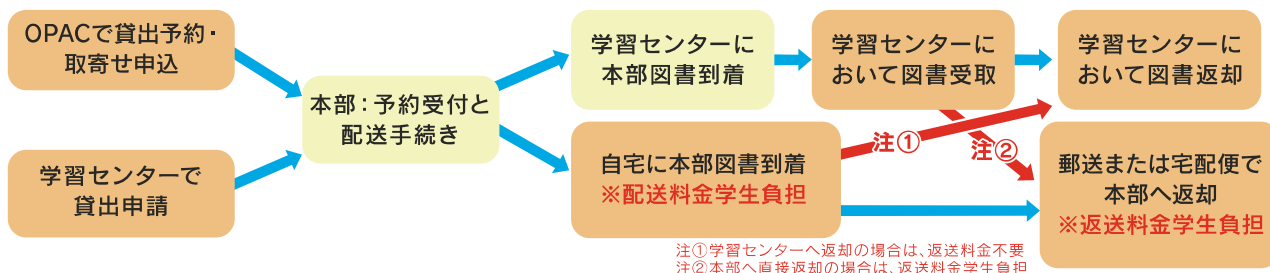 OPACで貸出予約・
取寄せ申込
学習センターで
貸出申請
本部：予約受付と
配送手続き
学習センターに
本部図書到着
学習センターに
おいて図書受取
学習センターに
おいて図書返却
自宅に本部図書到着
※配送料金学生負担
注①
注②
郵送または宅配便で
本部へ返却
※返送料金学生負担
注①学習センターへ返却の場合は、返送料金不要
注②本部へ直接返却の場合は、返送料金学生負担